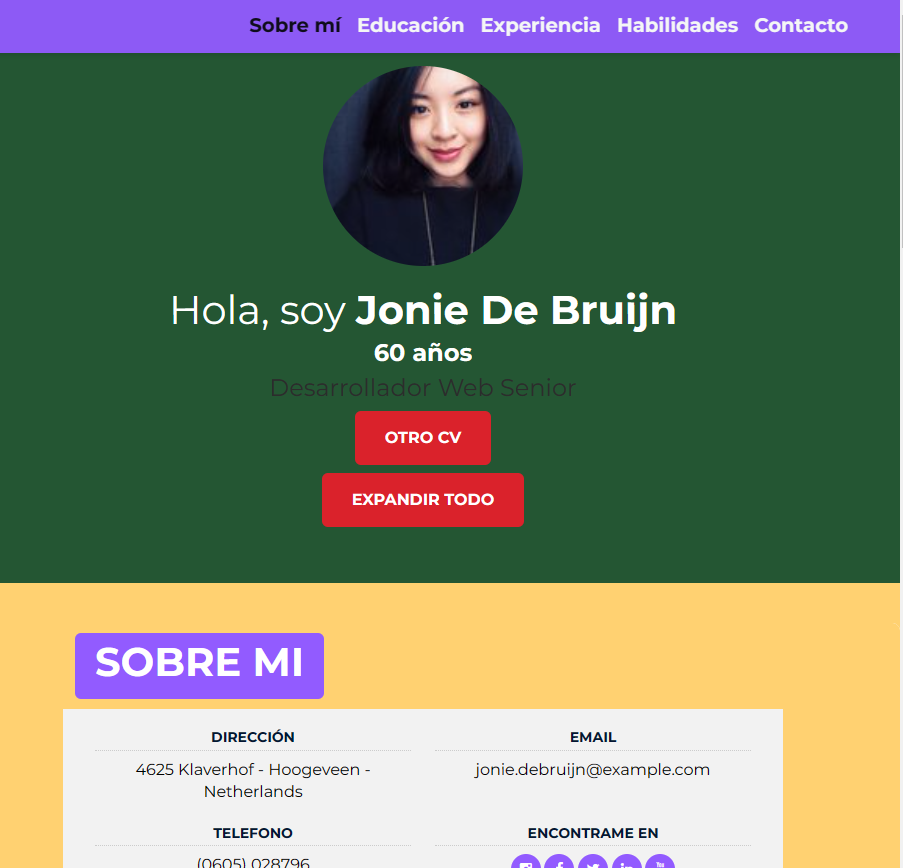 Sobre mí Educación Experiencia Habilidades Contacto
Hola, soy Jonie De Bruijn
60 años
Desarrollador Web Senior
OTRO CV
EXPANDIR TODO
SOBRE MI
DIRECCIÓN
4625 Klaverhof - Hoogeveen -
Netherlands
EMAIL
jonie.debruijn@example.com
TELEFONO
(0605) 028796
ENCONTRAME EN